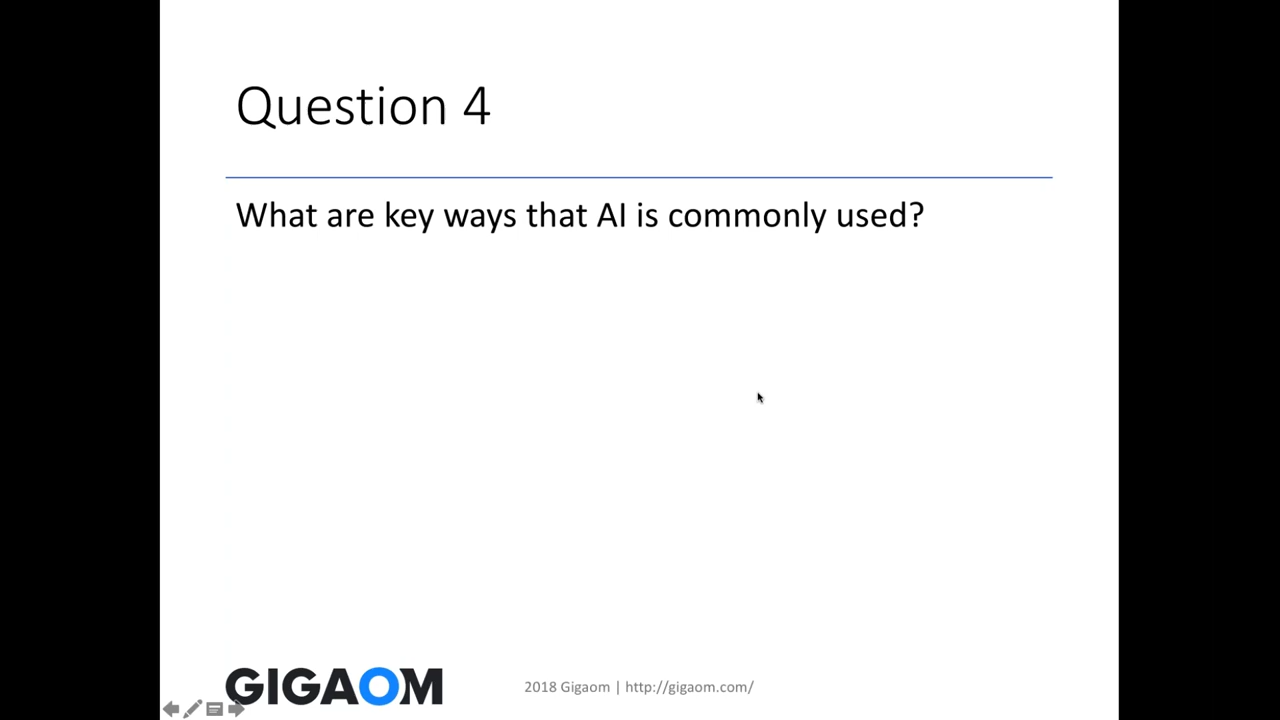 Question 4
What are key ways that AI is commonly used?
GIGAOM
2018 Gigaom | http://gigaom.com/